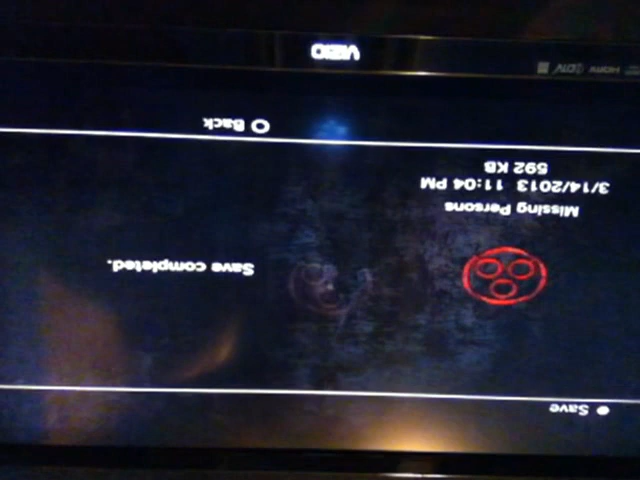 Save
Missing Persons
3/14/2013 11:04 PM
592 KB
Save completed.
Back
VIZIO